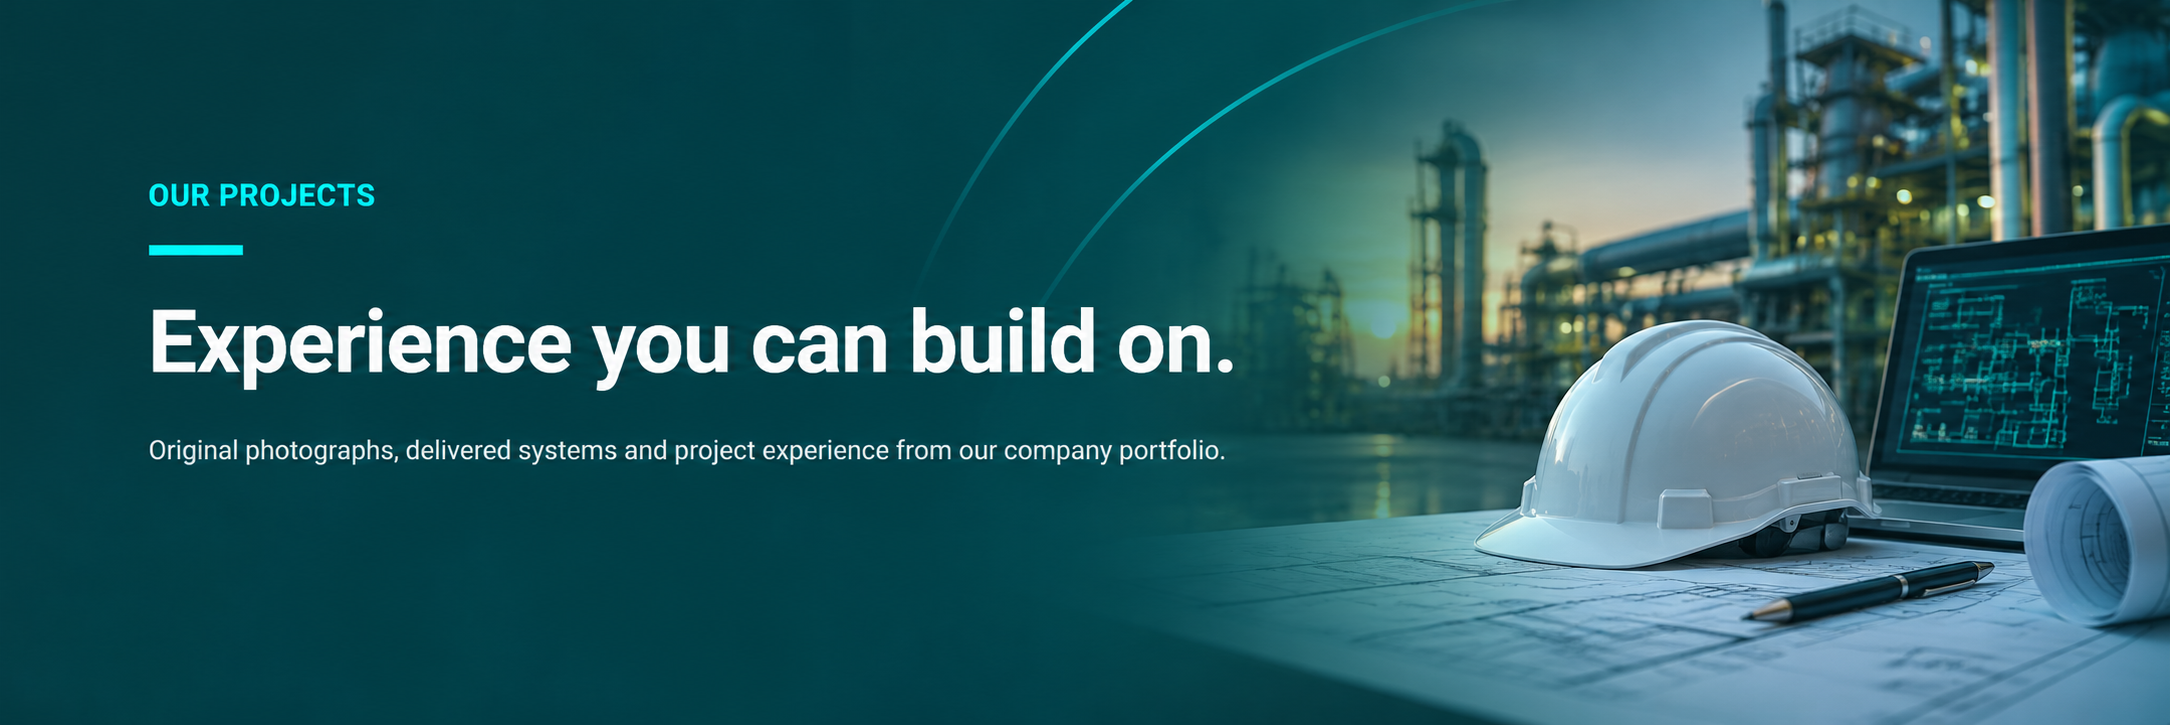 OUR PROJECTS
Experience you can build on.
Original photographs, delivered systems and project experience from our company portfolio.